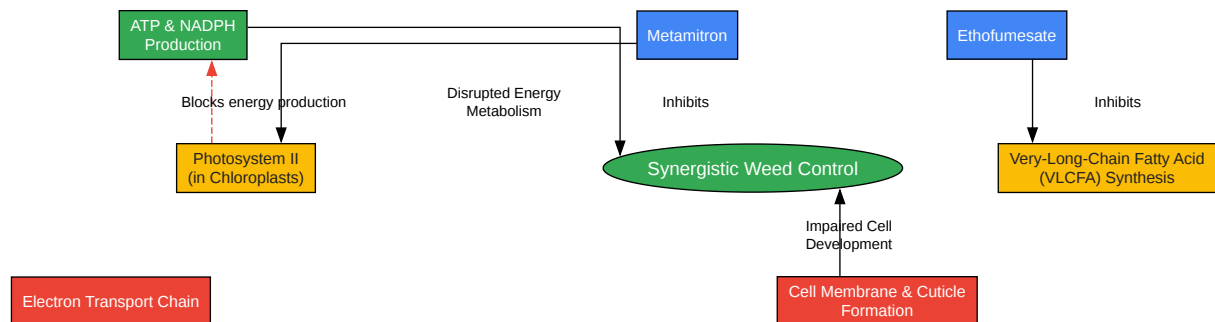 ATP & NADPH
Production
Metamitron
Ethofumesate
Blocks energy production
Disrupted Energy
Metabolism
Inhibits
Inhibits
Photosystem II
(in Chloroplasts)
Synergistic Weed Control
Very-Long-Chain Fatty Acid
(VLCFA) Synthesis
Impaired Cell
Development
Electron Transport Chain
Cell Membrane & Cuticle
Formation